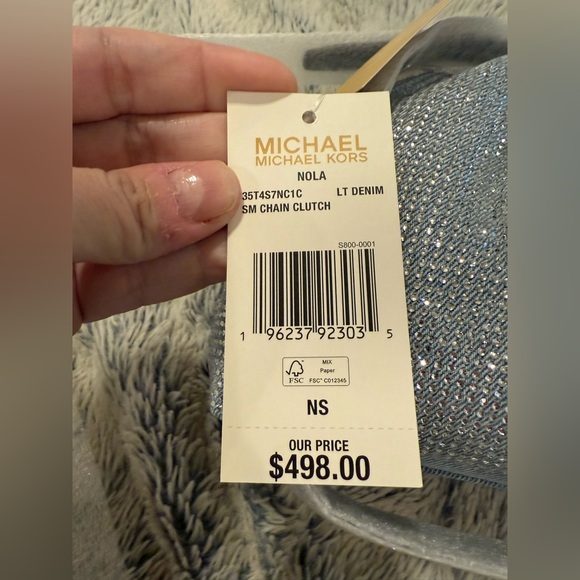 MICHAEL
MICHAEL KORS
NOLA
35T4S7NC1C LT DENIM
SM CHAIN CLUTCH
S800-0001
1 96237 92303 5
FSC
MIX
Paper
FSC® C012345
NS
OUR PRICE
$498.00